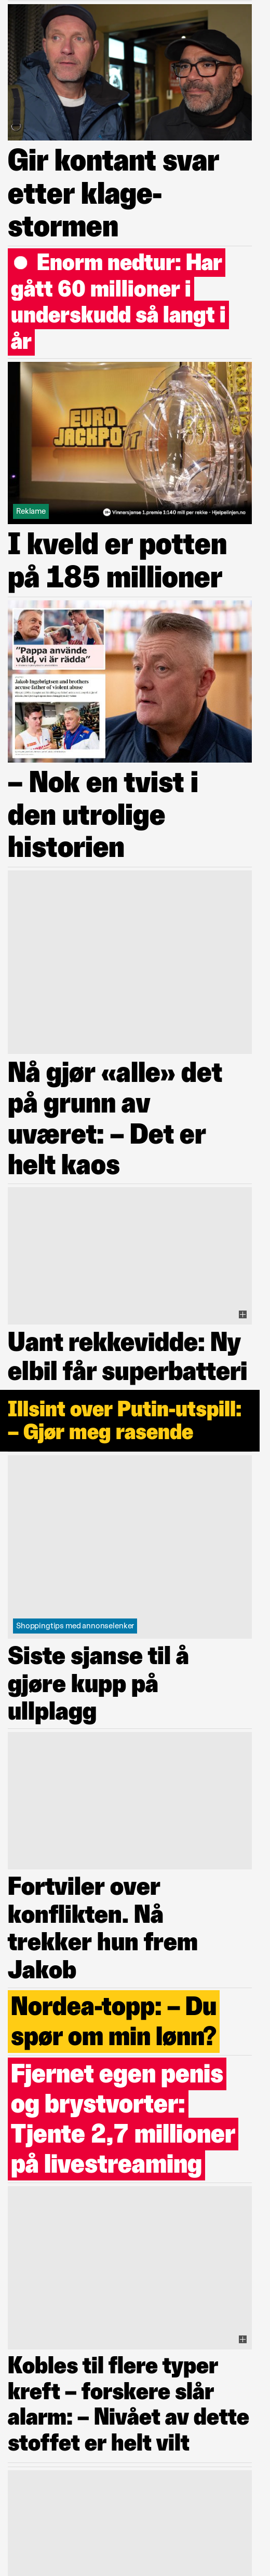 Gir kontant svar
etter klage-
stormen
Enorm nedtur: Har
gått 60 millioner i
underskudd så langt i
år
EURO
JACKPOT
Reklame
Vinnersjanse 1.premie 1:140 mill per rekke - Hjelpelinjen.no
I kveld er potten
på 185 millioner
"Pappa använde
våld, vi är rädda"
Jakob Ingebrigtsen and brothers
accuse father of violent abuse
– Nok en tvist i
den utrolige
historien
Nå gjør «alle» det
på grunn av
uværet: – Det er
helt kaos
Uant rekkevidde: Ny
elbil får superbatteri
Illsint over Putin-utspill:
– Gjør meg rasende
Shoppingtips med annonselenker
Siste sjanse til å
gjøre kupp på
ullplagg
Fortviler over
konflikten. Nå
trekker hun frem
Jakob
Nordea-topp: – Du
spør om min lønn?
Fjernet egen penis
og brystvorter:
Tjente 2,7 millioner
på livestreaming
Kobles til flere typer
kreft – forskere slår
alarm: – Nivået av dette
stoffet er helt vilt